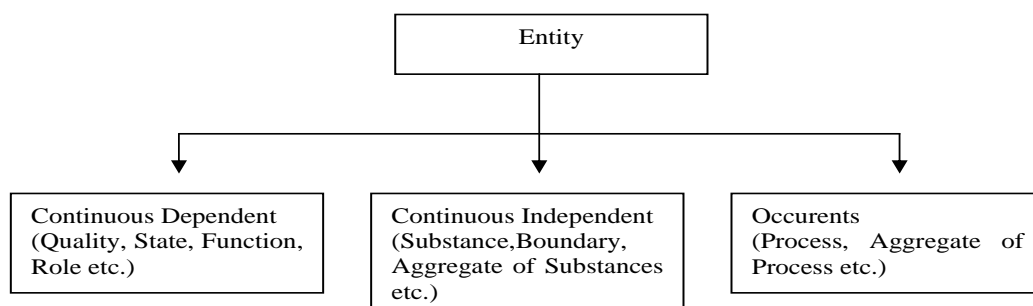 Entity
Continuous Dependent
(Quality, State, Function,
Role etc.)
Continuous Independent
(Substance,Boundary,
Aggregate of Substances
etc.)
Occurents
(Process, Aggregate of
Process etc.)